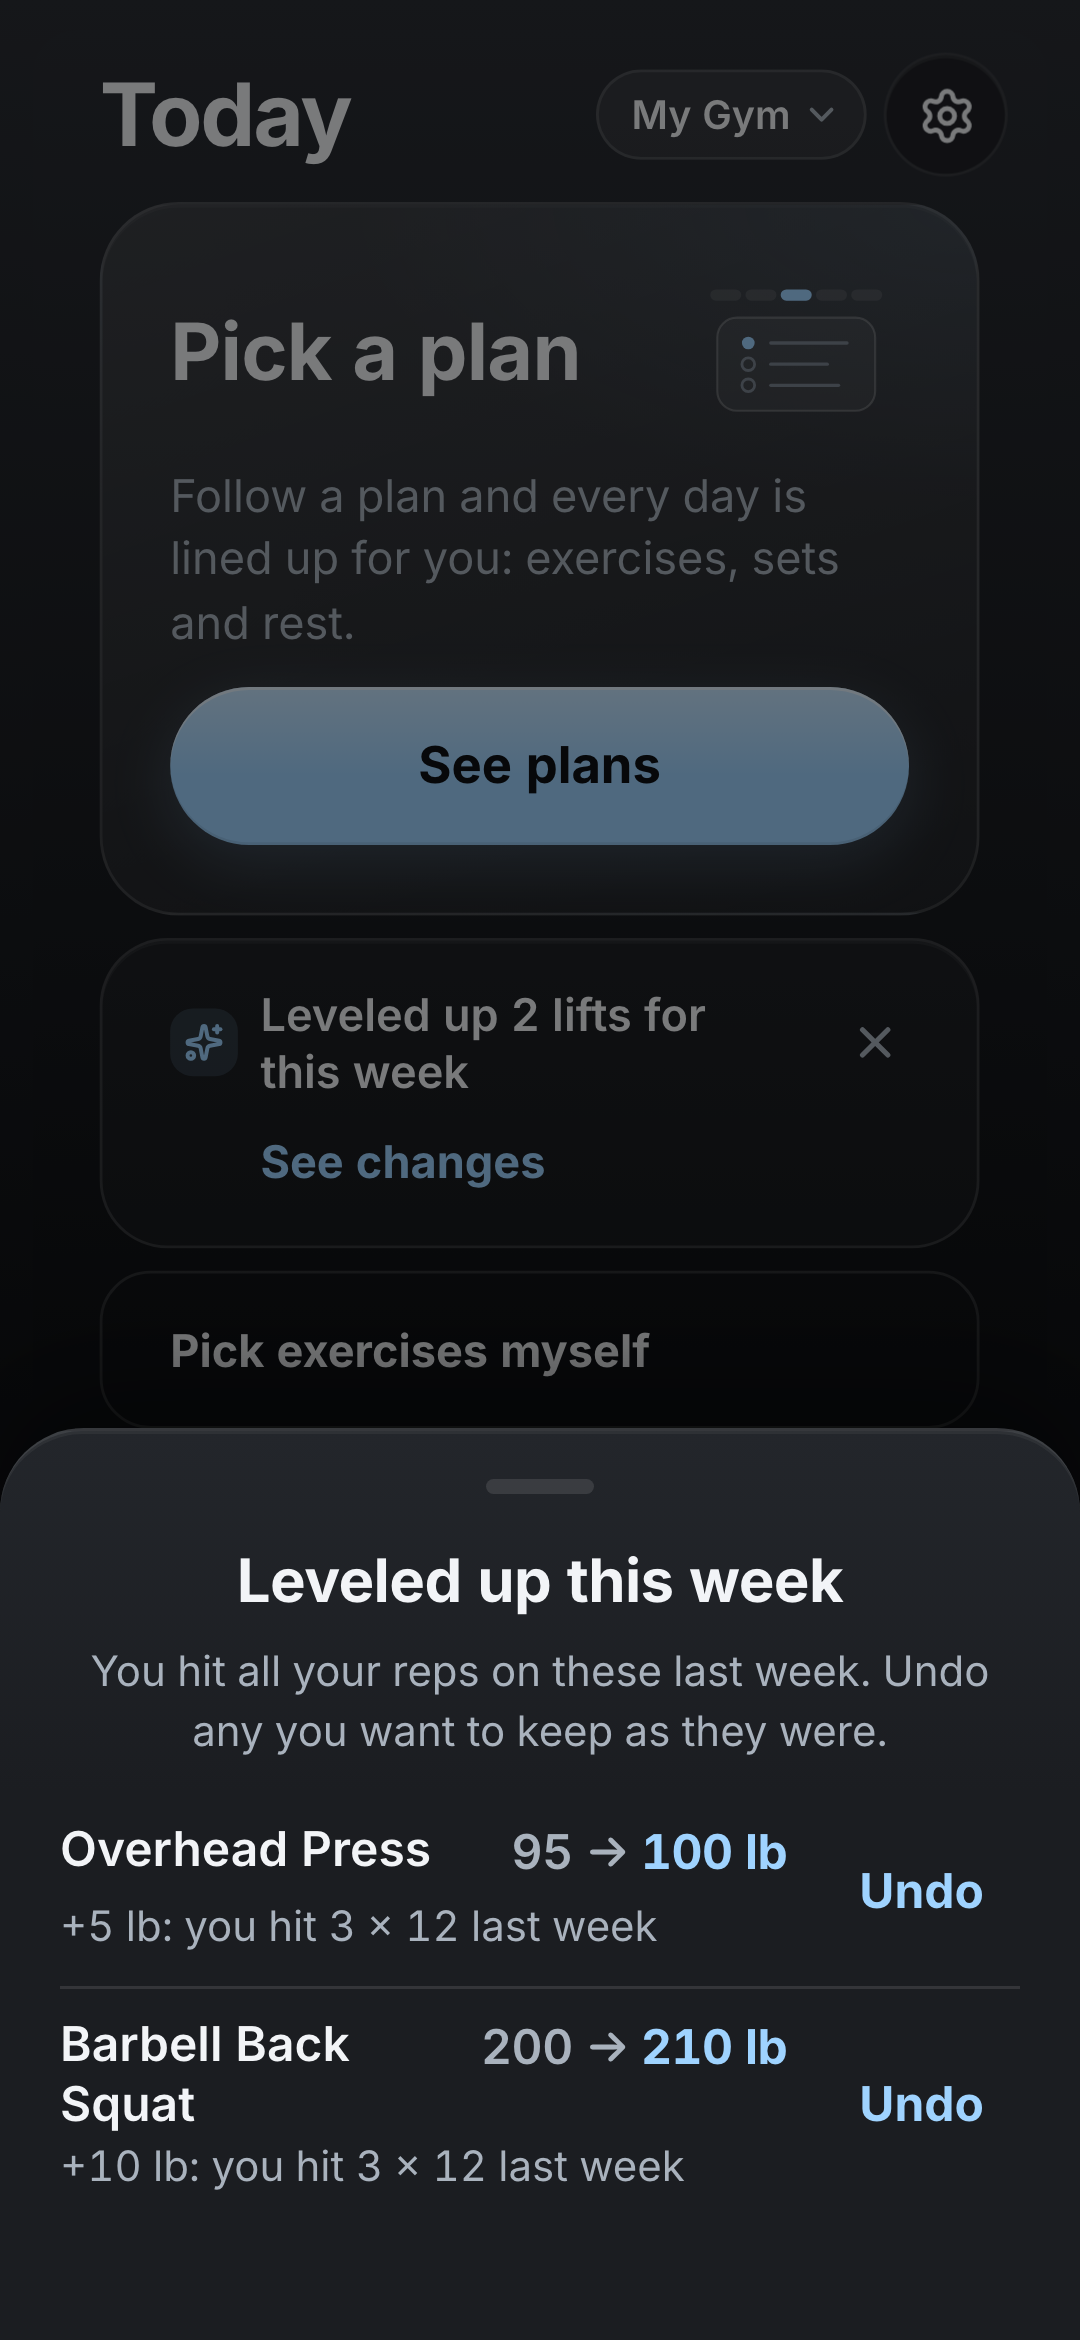 Today
My Gym
Pick a plan
Follow a plan and every day is
lined up for you: exercises, sets
and rest.
See plans
Leveled up 2 lifts for
this week
See changes
Pick exercises myself
Leveled up this week
You hit all your reps on these last week. Undo
any you want to keep as they were.
Overhead Press 95 → 100 lb
Undo
+5 lb: you hit 3 × 12 last week
Barbell Back 200 → 210 lb
Squat Undo
+10 lb: you hit 3 × 12 last week